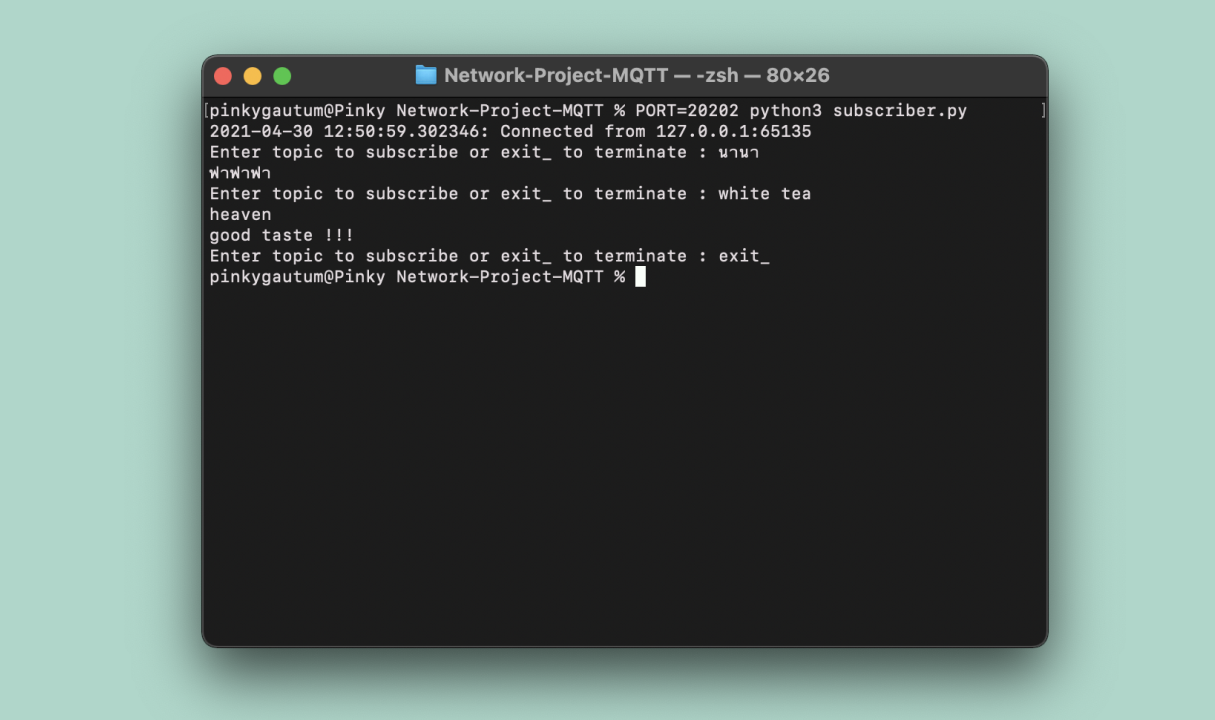 Network-Project-MQTT — -zsh — 80×26
[pinkygautum@Pinky Network-Project-MQTT % PORT=20202 python3 subscriber.py ]
2021-04-30 12:50:59.302346: Connected from 127.0.0.1:65135
Enter topic to subscribe or exit_ to terminate : นานา
ฟาฟาฟา
Enter topic to subscribe or exit_ to terminate : white tea
heaven
good taste !!!
Enter topic to subscribe or exit_ to terminate : exit_
pinkygautum@Pinky Network-Project-MQTT %